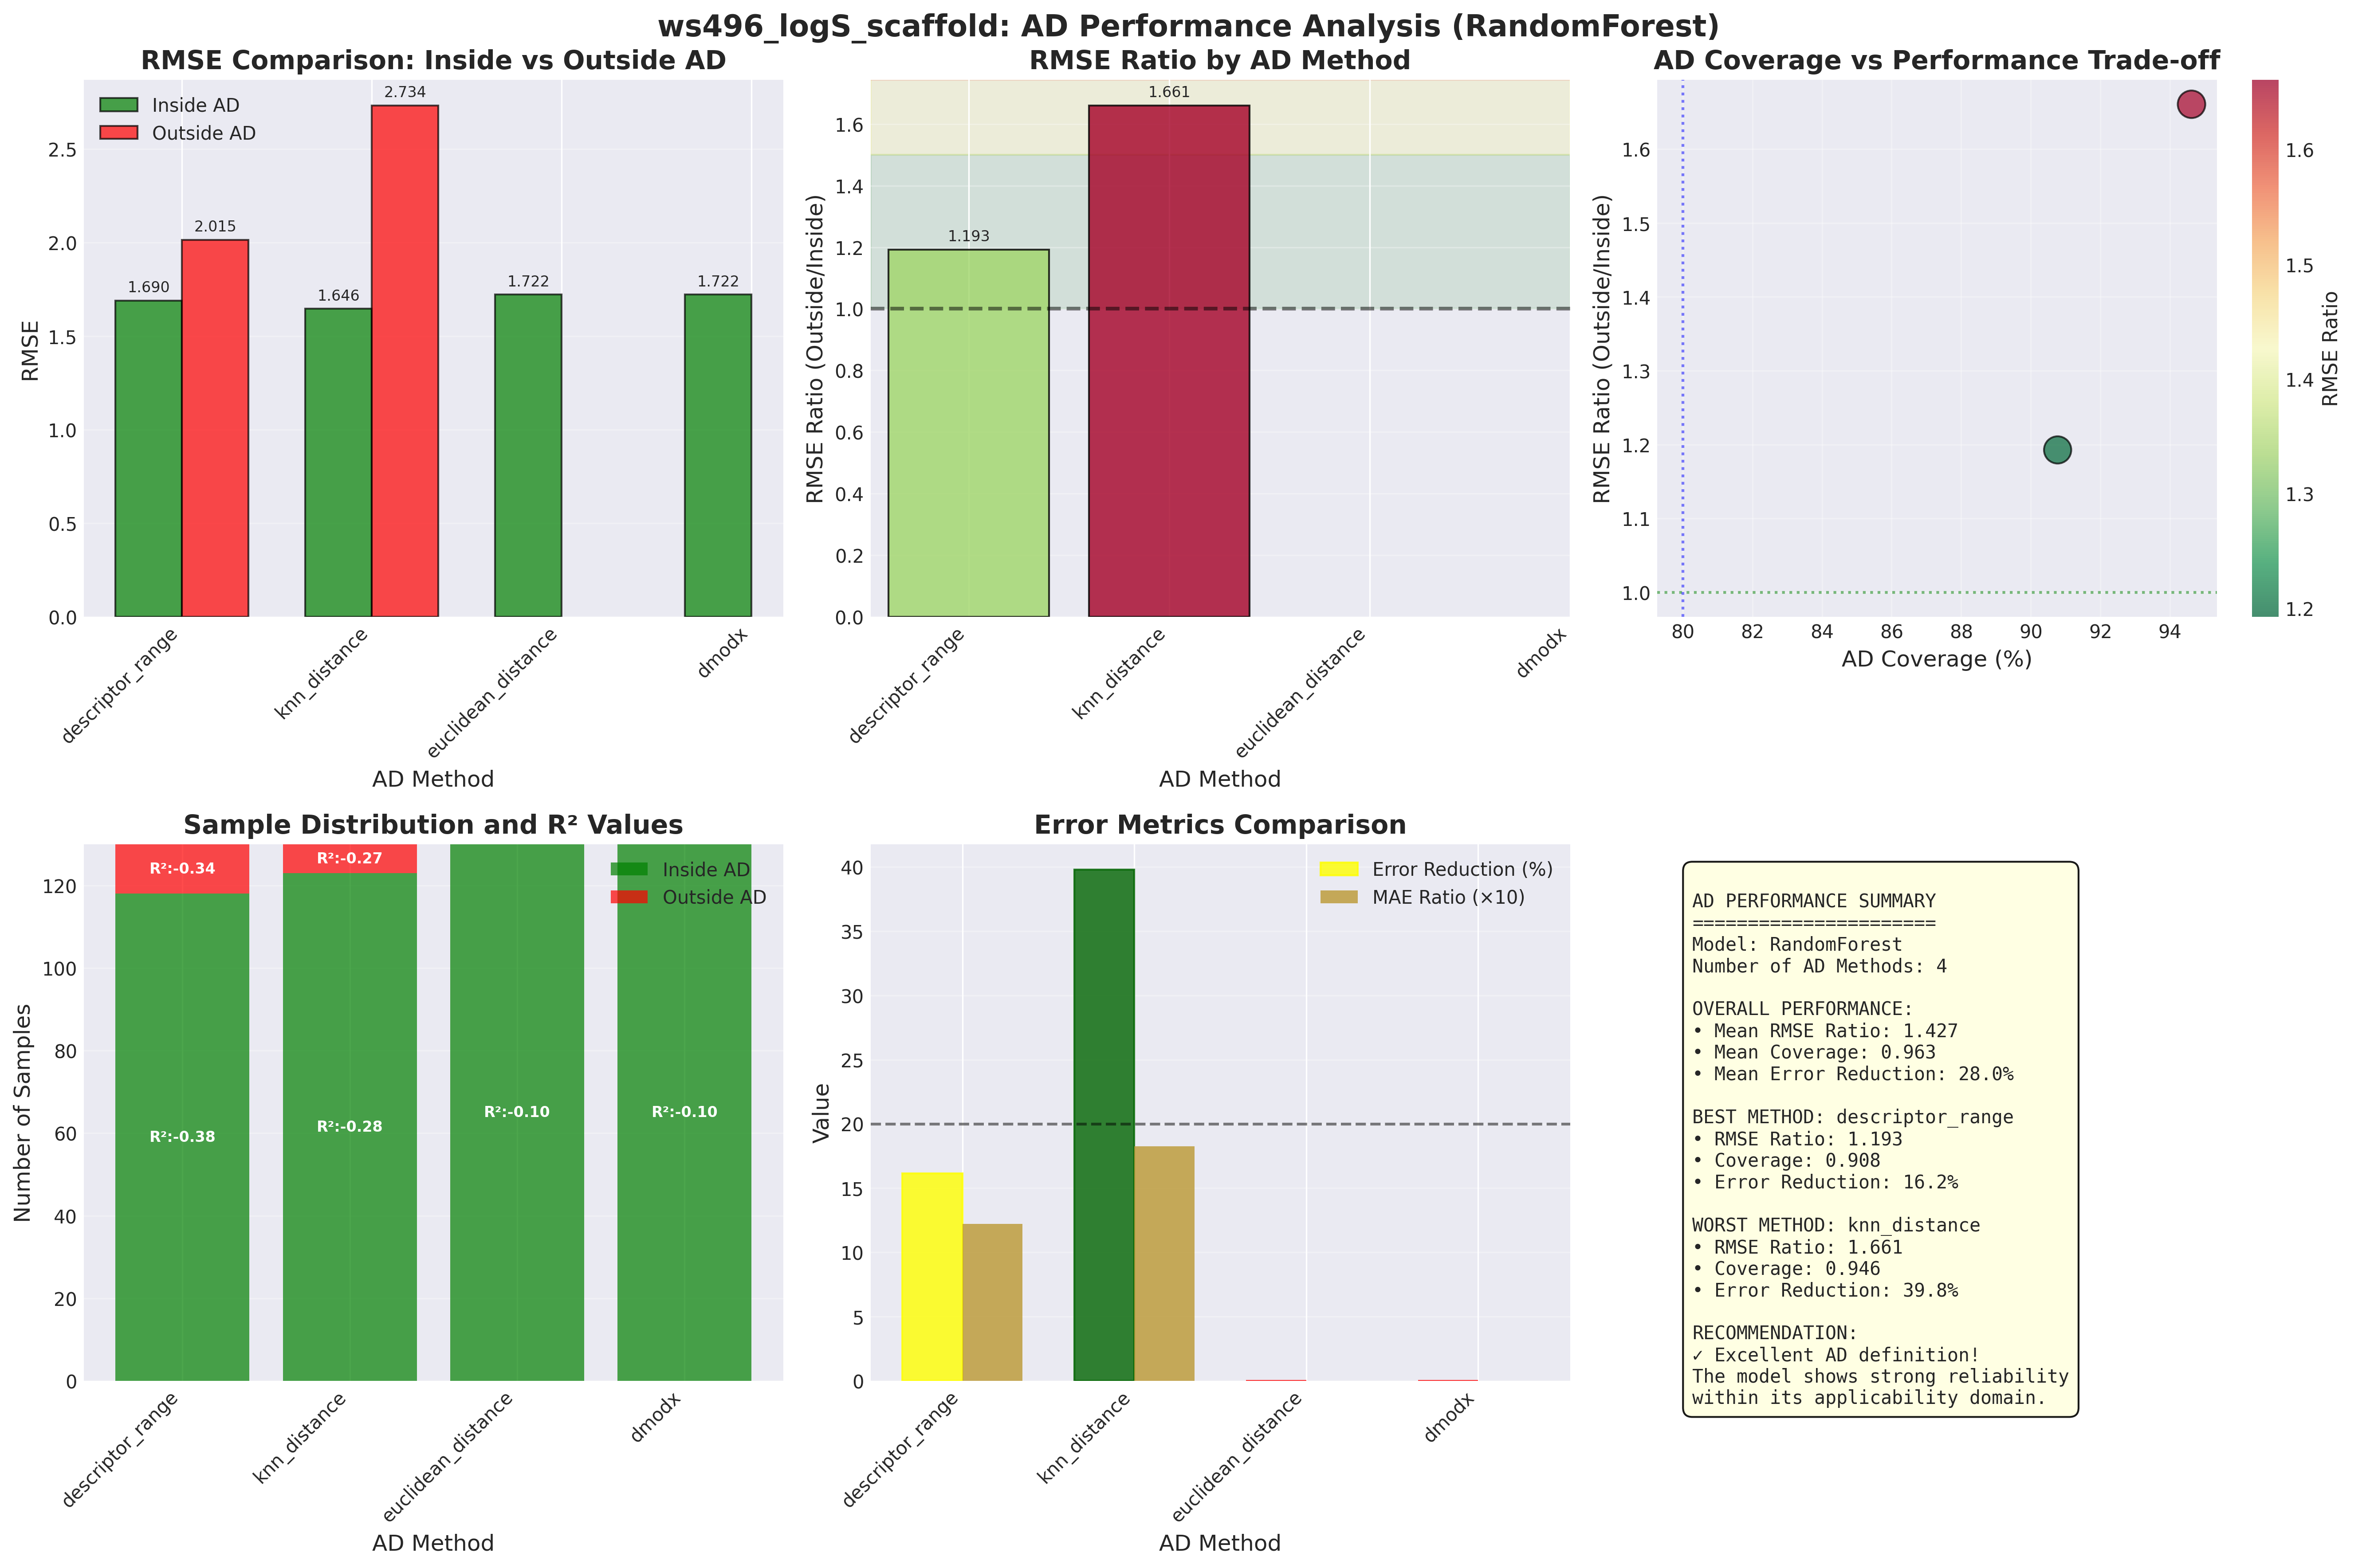 ws496_logS_scaffold: AD Performance Analysis (RandomForest)
RMSE Comparison: Inside vs Outside AD
Inside AD
Outside AD
RMSE
2.5
2.0
1.5
1.0
0.5
0.0
1.690
2.015
1.646
2.734
1.722
1.722
descriptor_range
knn_distance
euclidean_distance
dmodx
AD Method
RMSE Ratio by AD Method
RMSE Ratio (Outside/Inside)
1.6
1.4
1.2
1.0
0.8
0.6
0.4
0.2
0.0
1.193
1.661
descriptor_range
knn_distance
euclidean_distance
dmodx
AD Method
AD Coverage vs Performance Trade-off
RMSE Ratio (Outside/Inside)
1.6
1.5
1.4
1.3
1.2
1.1
1.0
80 82 84 86 88 90 92 94
AD Coverage (%)
1.6
1.5
1.4
1.3
1.2
RMSE Ratio
Sample Distribution and R² Values
Inside AD
Outside AD
Number of Samples
120
100
80
60
40
20
0
R²:-0.34
R²:-0.27
R²:-0.38
R²:-0.28
R²:-0.10
R²:-0.10
descriptor_range
knn_distance
euclidean_distance
dmodx
AD Method
Error Metrics Comparison
Error Reduction (%)
MAE Ratio (×10)
Value
40
35
30
25
20
15
10
5
0
descriptor_range
knn_distance
euclidean_distance
dmodx
AD Method
AD PERFORMANCE SUMMARY
======================
Model: RandomForest
Number of AD Methods: 4
OVERALL PERFORMANCE:
• Mean RMSE Ratio: 1.427
• Mean Coverage: 0.963
• Mean Error Reduction: 28.0%
BEST METHOD: descriptor_range
• RMSE Ratio: 1.193
• Coverage: 0.908
• Error Reduction: 16.2%
WORST METHOD: knn_distance
• RMSE Ratio: 1.661
• Coverage: 0.946
• Error Reduction: 39.8%
RECOMMENDATION:
✓ Excellent AD definition!
The model shows strong reliability
within its applicability domain.